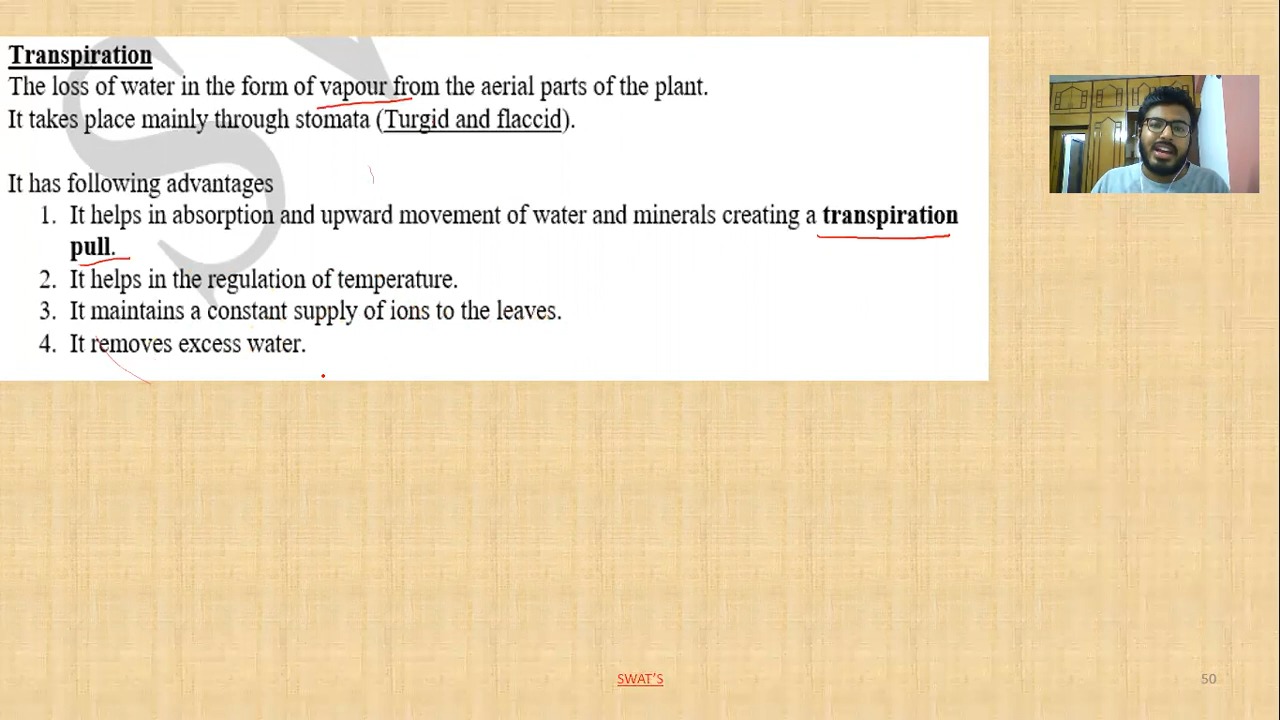 Transpiration
The loss of water in the form of vapour from the aerial parts of the plant.
It takes place mainly through stomata (Turgid and flaccid).
It has following advantages
1. It helps in absorption and upward movement of water and minerals creating a transpiration
pull.
2. It helps in the regulation of temperature.
3. It maintains a constant supply of ions to the leaves.
4. It removes excess water.
SWAT'S
50